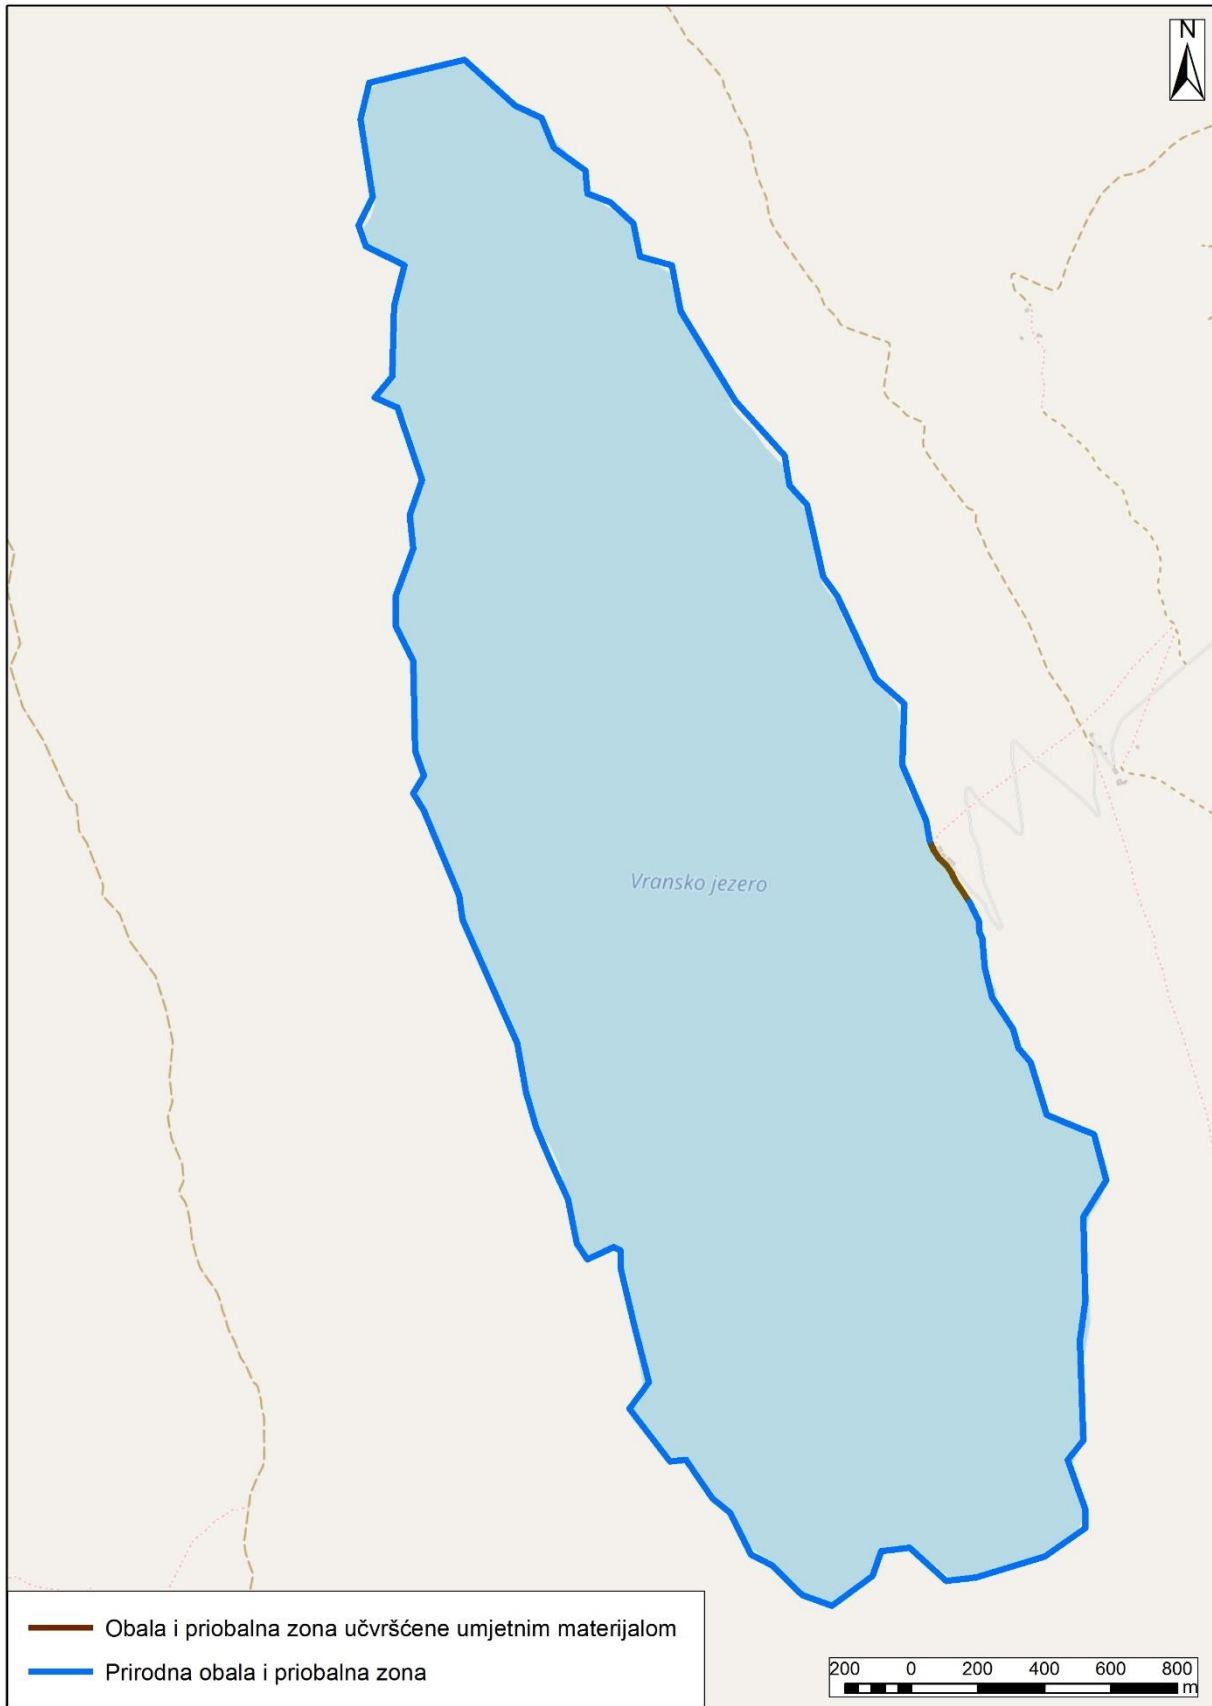 N
Vransko jezero
Obala i priobalna zona učvršćene umjetnim materijalom
Prirodna obala i priobalna zona
200 0 200 400 600 800
m